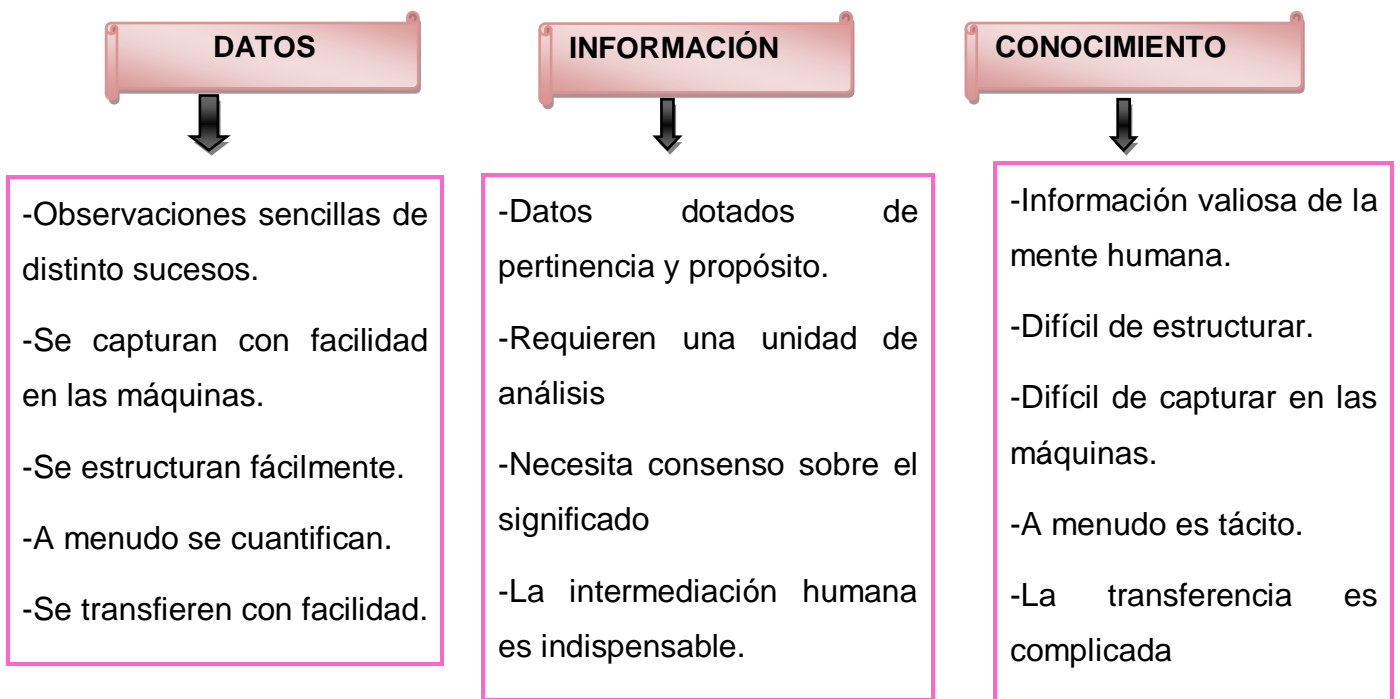 DATOS
-Observaciones sencillas de
distinto sucesos.
-Se capturan con facilidad
en las máquinas.
-Se estructuran fácilmente.
-A menudo se cuantifican.
-Se transfieren con facilidad.
INFORMACIÓN
-Datos dotados de
pertinencia y propósito.
-Requieren una unidad de
análisis
-Necesita consenso sobre el
significado
-La intermediación humana
es indispensable.
CONOCIMIENTO
-Información valiosa de la
mente humana.
-Difícil de estructurar.
-Difícil de capturar en las
máquinas.
-A menudo es tácito.
-La transferencia es
complicada